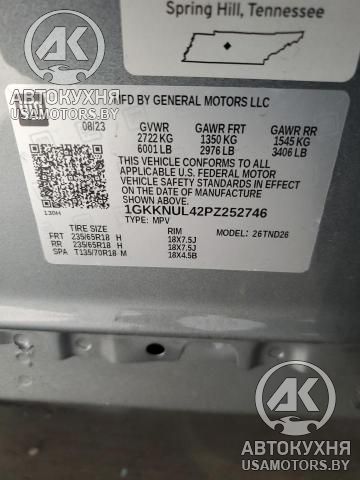 Spring Hill, Tennessee
АВТОКУХНЯ
USAMOTORS.BY
MFD BY GENERAL MOTORS LLC
08/23
GVWR GAWR FRT GAWR RR
2722 KG 1350 KG 1545 KG
6001 LB 2976 LB 3406 LB
THIS VEHICLE CONFORMS TO ALL
APPLICABLE U.S. FEDERAL MOTOR
VEHICLE SAFETY, BUMPER, AND THEFT
PREVENTION STANDARDS IN EFFECT
ON THE DATE OF MANUFACTURE
SHOWN ABOVE.
1GKKNUL42PZ252746
TYPE: MPV
MODEL: 26TND26
TIRE SIZE RIM
FRT 235/65R18 H 18X7.5J
RR 235/65R18 H 18X7.5J
SPA T135/70R18 M 18X4.5B
АВТОКУХНЯ
USAMOTORS.BY